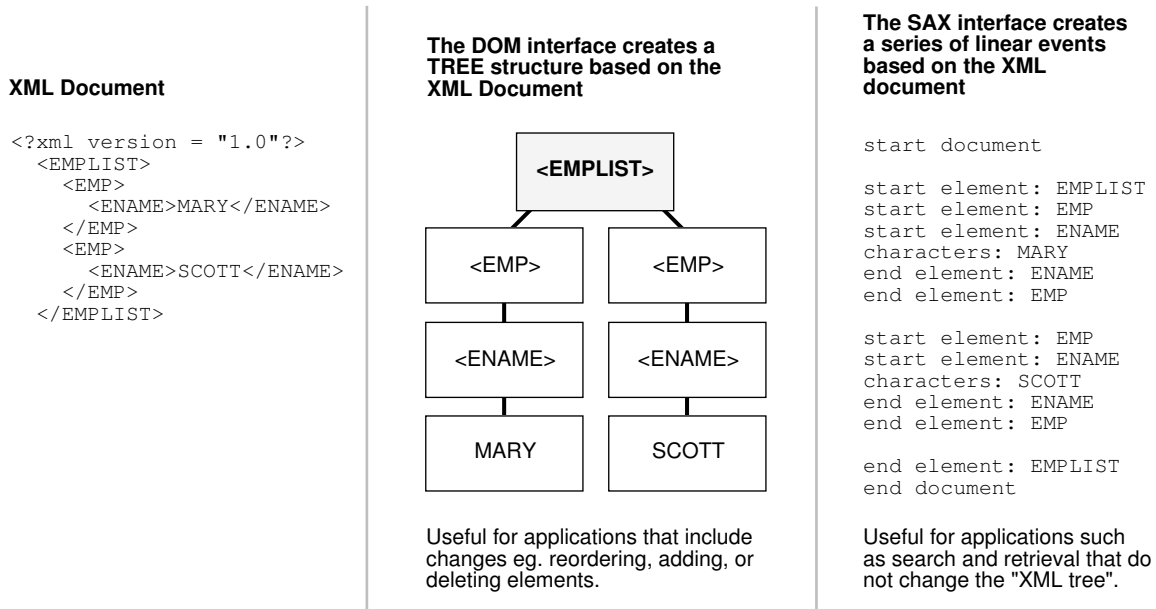 XML Document
<?xml version = "1.0"?>
  <EMPLIST>
    <EMP>
      <ENAME>MARY</ENAME>
    </EMP>
    <EMP>
      <ENAME>SCOTT</ENAME>
    </EMP>
  </EMPLIST>
The DOM interface creates a
TREE structure based on the
XML Document
<EMPLIST>
<EMP> <EMP>
<ENAME> <ENAME>
MARY SCOTT
Useful for applications that include
changes eg. reordering, adding, or
deleting elements.
The SAX interface creates
a series of linear events
based on the XML
document
start document
start element: EMPLIST
start element: EMP
start element: ENAME
characters: MARY
end element: ENAME
end element: EMP
start element: EMP
start element: ENAME
characters: SCOTT
end element: ENAME
end element: EMP
end element: EMPLIST
end document
Useful for applications such
as search and retrieval that do
not change the "XML tree".